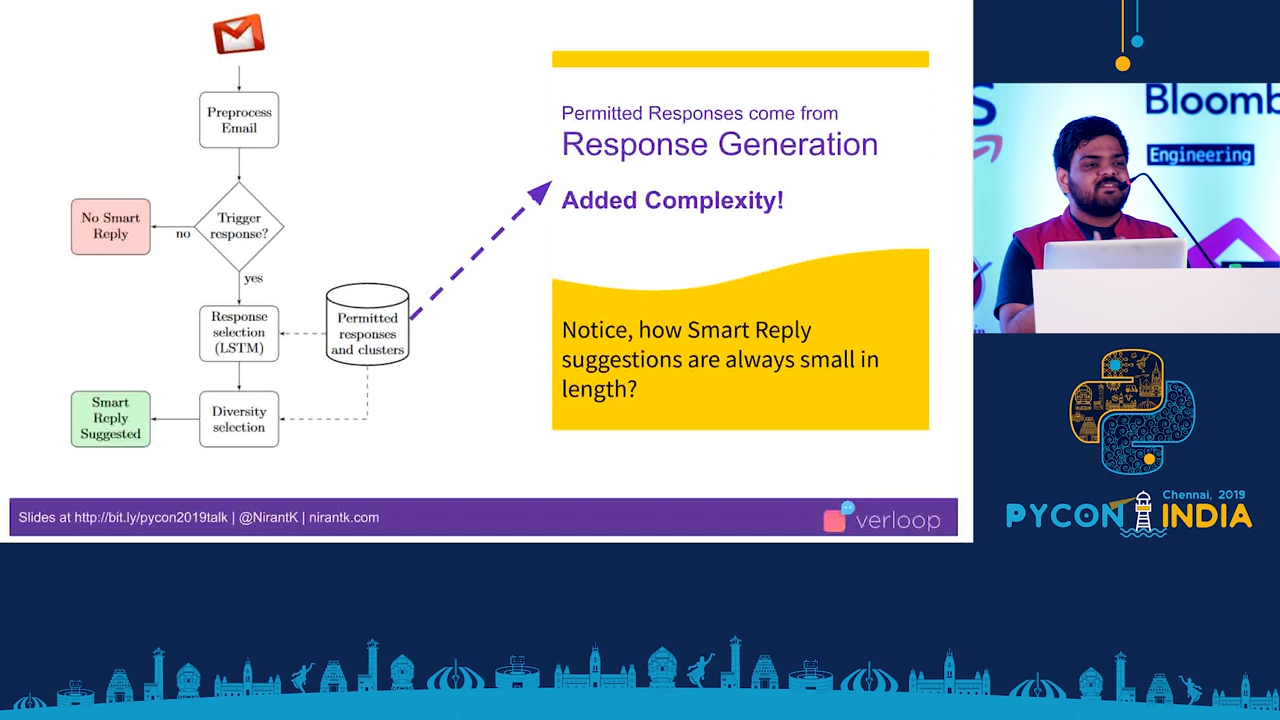 Preprocess
Email
Trigger
response?
no
No Smart
Reply
yes
Response
selection
(LSTM)
Permitted
responses
and clusters
Diversity
selection
Smart
Reply
Suggested
Permitted Responses come from
Response Generation
Added Complexity!
Notice, how Smart Reply
suggestions are always small in
length?
Slides at http://bit.ly/pycon2019talk | @NirantK | nirantk.com
verloop
S
Bloomb
Engineering
in
Chennai, 2019
PYCON INDIA